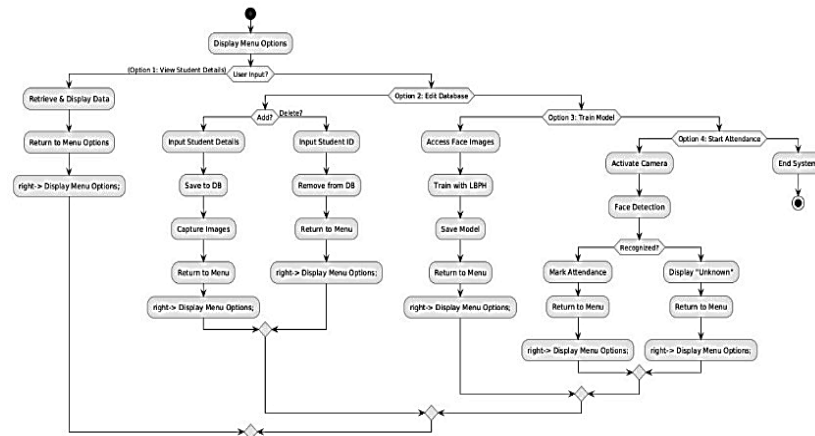 Display Menu Options
(Option 1: View Student Details)
User Input?
Retrieve & Display Data
Return to Menu Options
right-> Display Menu Options;
Option 2: Edit Database
Add?
Delete?
Input Student Details
Save to DB
Capture Images
Return to Menu
right-> Display Menu Options;
Input Student ID
Remove from DB
Return to Menu
right-> Display Menu Options;
Option 3: Train Model
Access Face Images
Train with LBPH
Save Model
Return to Menu
right-> Display Menu Options;
Option 4: Start Attendance
Activate Camera
Face Detection
Recognized?
Mark Attendance
Return to Menu
right-> Display Menu Options;
Display "Unknown"
Return to Menu
right-> Display Menu Options;
End System